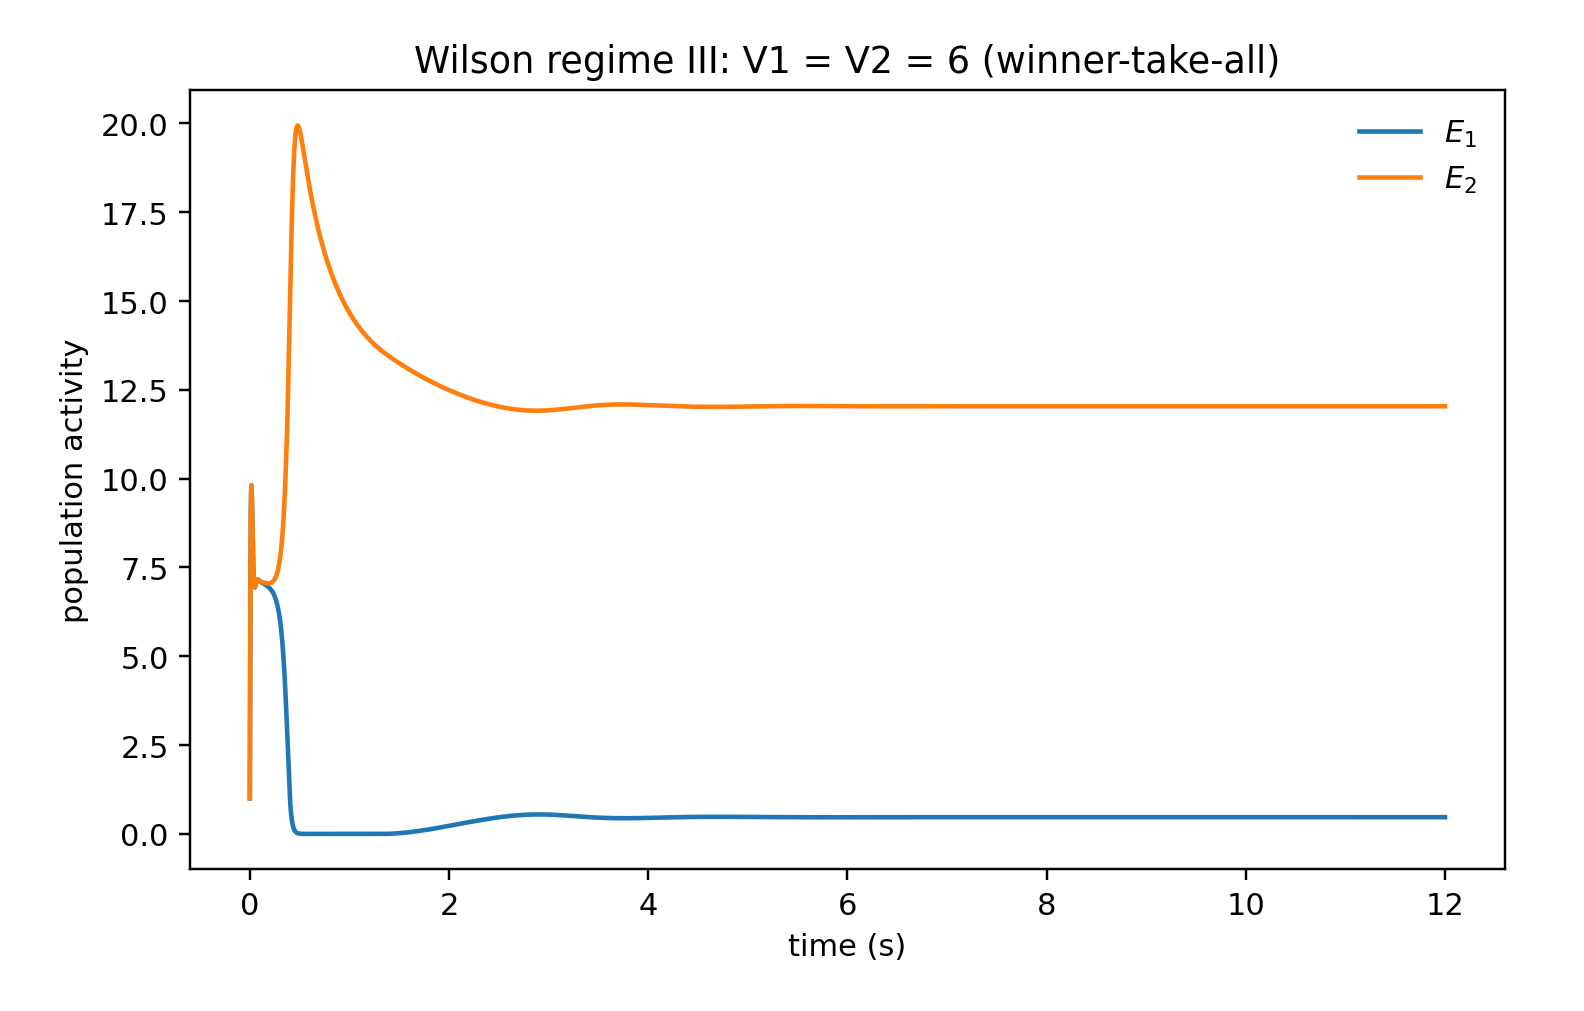 Wilson regime III: V1 = V2 = 6 (winner-take-all)
E₁
E₂
population activity
20.0
17.5
15.0
12.5
10.0
7.5
5.0
2.5
0.0
0 2 4 6 8 10 12
time (s)